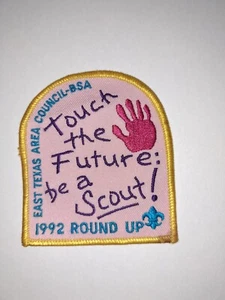 EAST TEXAS AREA COUNCIL-BSA
Touch
the
Future:
be a
Scout!
1992 ROUND UP